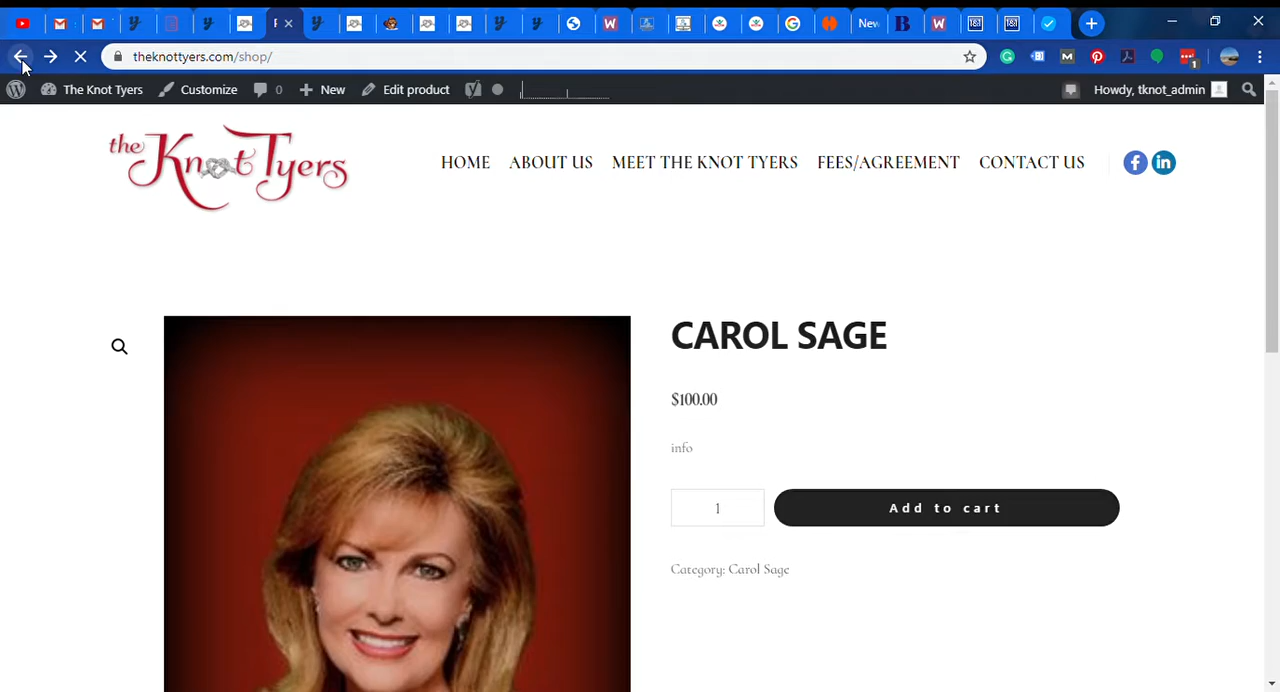 New
theknottyers.com/shop/
1
The Knot Tyers Customize 0 New Edit product Howdy, tknot_admin
the Knot Tyers
HOME ABOUT US MEET THE KNOT TYERS FEES/AGREEMENT CONTACT US
CAROL SAGE
$100.00
info
1 Add to cart
Category: Carol Sage